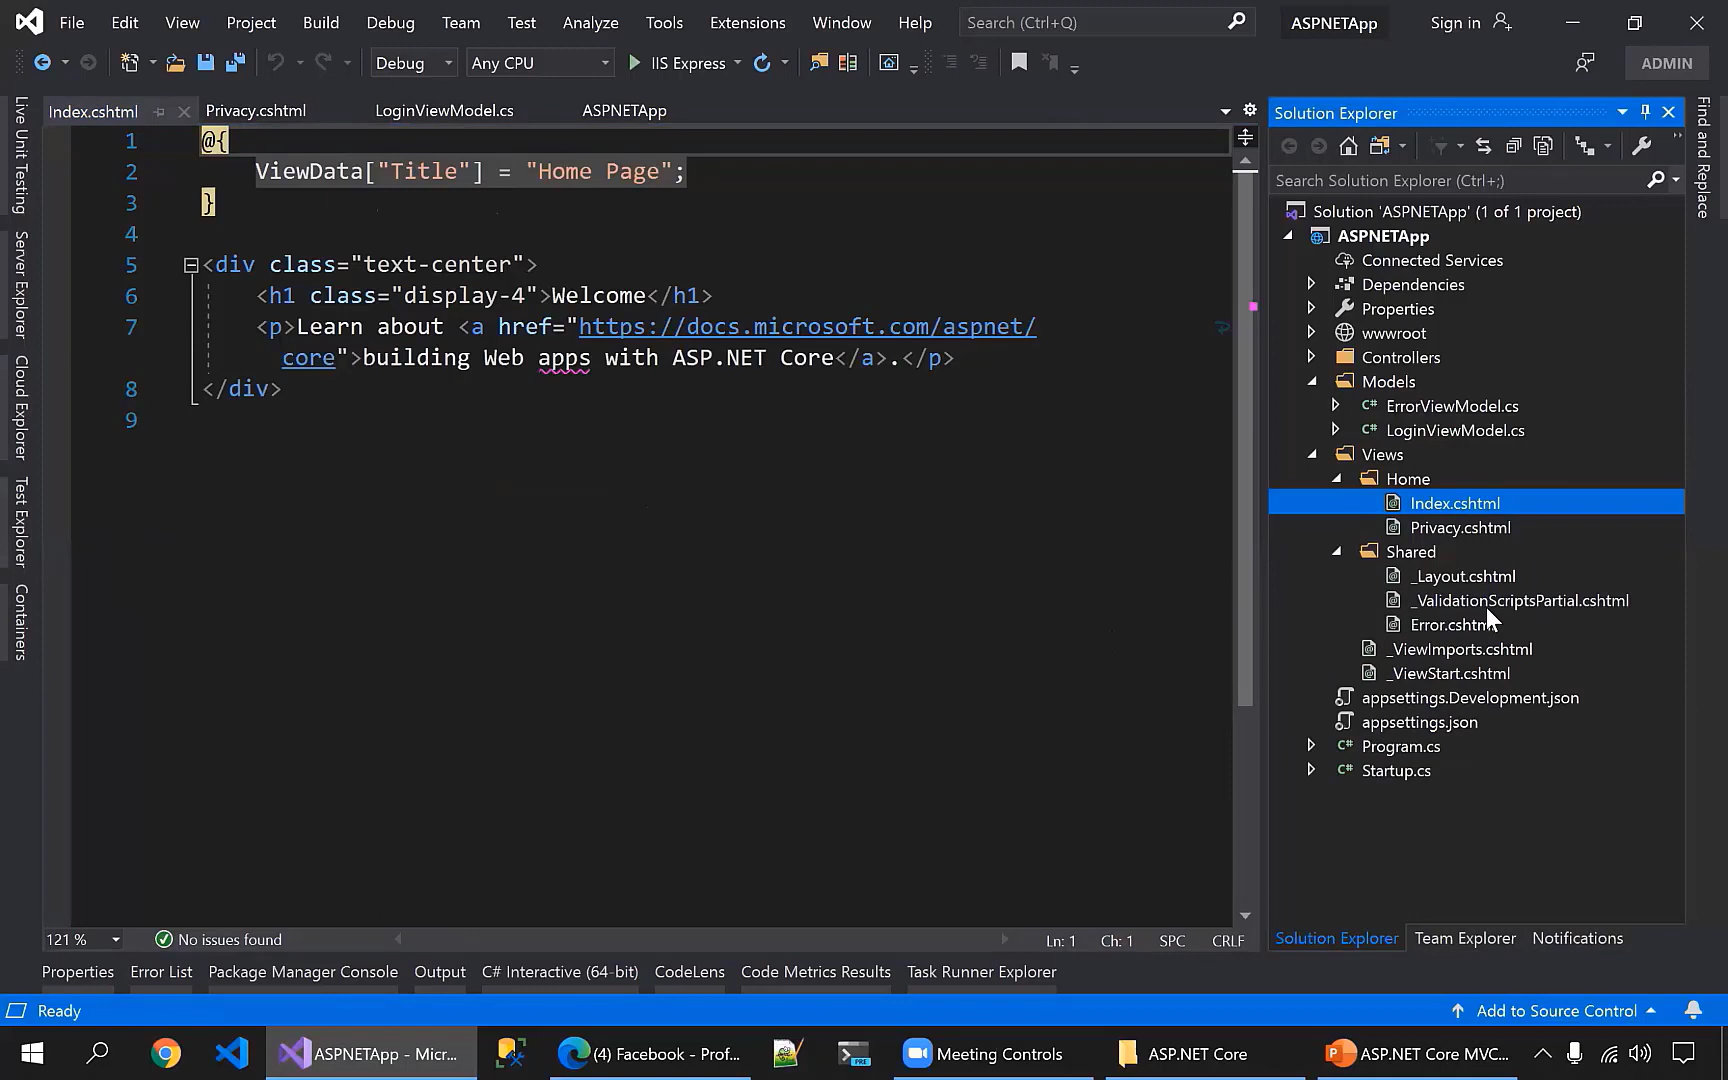 File Edit View Project Build Debug Team Test Analyze Tools Extensions Window Help Search (Ctrl+Q) ASPNETApp Sign in
Debug Any CPU IIS Express ADMIN
Live Unit Testing
Server Explorer
Cloud Explorer
Test Explorer
Containers
Index.cshtml Privacy.cshtml LoginViewModel.cs ASPNETApp
1 @{
2 ViewData["Title"] = "Home Page";
3 }
4
5 <div class="text-center">
6 <h1 class="display-4">Welcome</h1>
7 <p>Learn about <a href="https://docs.microsoft.com/aspnet/
core">building Web apps with ASP.NET Core</a>.</p>
8 </div>
9
121 % No issues found Ln: 1 Ch: 1 SPC CRLF
Solution Explorer
Search Solution Explorer (Ctrl+;)
Solution 'ASPNETApp' (1 of 1 project)
ASPNETApp
Connected Services
Dependencies
Properties
wwwroot
Controllers
Models
C# ErrorViewModel.cs
C# LoginViewModel.cs
Views
Home
Index.cshtml
Privacy.cshtml
Shared
_Layout.cshtml
_ValidationScriptsPartial.cshtml
Error.cshtml
_ViewImports.cshtml
_ViewStart.cshtml
appsettings.Development.json
appsettings.json
C# Program.cs
C# Startup.cs
Solution Explorer Team Explorer Notifications
Find and Replace
Properties Error List Package Manager Console Output C# Interactive (64-bit) CodeLens Code Metrics Results Task Runner Explorer
Ready Add to Source Control
ASPNETApp - Micr... (4) Facebook - Prof... PRE Meeting Controls ASP.NET Core ASP.NET Core MVC...